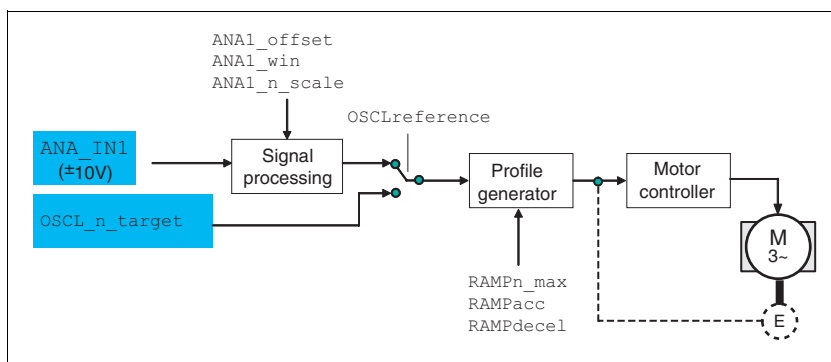 ANA1_offset
ANA1_win
ANA1_n_scale
OSCLreference
ANA_IN1
(±10V)
Signal
processing
Profile
generator
Motor
controller
OSCL_n_target
M
3~
RAMPn_max
RAMPacc
RAMPdecel
E